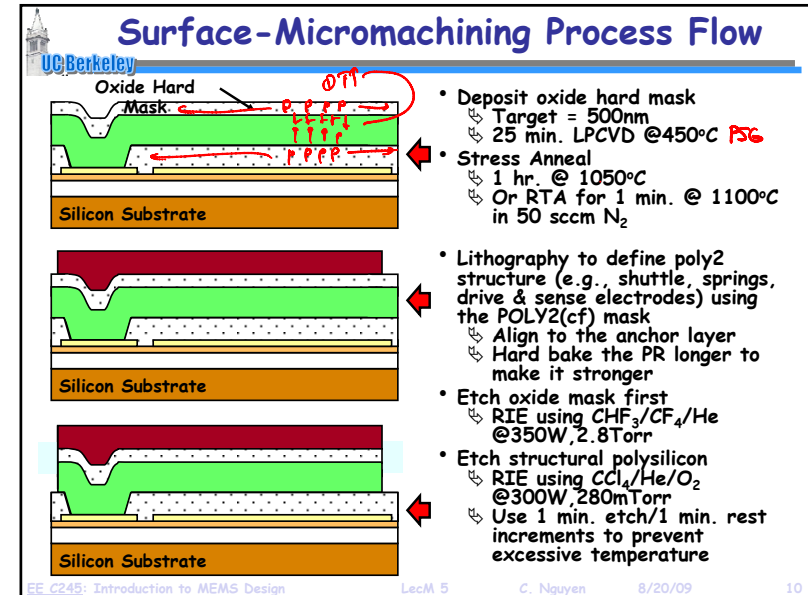 Surface-Micromachining Process Flow
UC Berkeley
Oxide Hard
Mask
P P P P
P P P P
Silicon Substrate
• Deposit oxide hard mask
↳ Target = 500nm
↳ 25 min. LPCVD @450°C PSG
• Stress Anneal
↳ 1 hr. @ 1050°C
↳ Or RTA for 1 min. @ 1100°C
in 50 sccm N₂
Silicon Substrate
• Lithography to define poly2
structure (e.g., shuttle, springs,
drive & sense electrodes) using
the POLY2(cf) mask
↳ Align to the anchor layer
↳ Hard bake the PR longer to
make it stronger
• Etch oxide mask first
↳ RIE using CHF₃/CF₄/He
@350W,2.8Torr
• Etch structural polysilicon
↳ RIE using CCl₄/He/O₂
@300W,280mTorr
↳ Use 1 min. etch/1 min. rest
increments to prevent
excessive temperature
Silicon Substrate
EE C245: Introduction to MEMS Design LecM 5 C. Nguyen 8/20/09 10